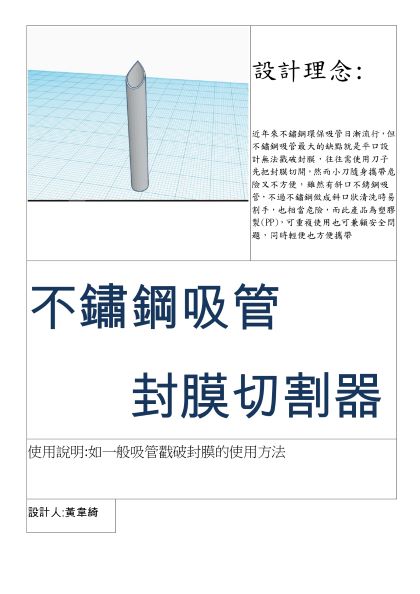 設計理念:
近年來不鏽鋼環保吸管日漸流行，但
不鏽鋼吸管最大的缺點就是平口設
計無法戳破封膜，往往需使用刀子
先把封膜切開，然而小刀隨身攜帶危
險又不方便，雖然有斜口不銹鋼吸
管，不過不鏽鋼做成斜口狀清洗時易
割手，也相當危險，而此產品為塑膠
製(PP)，可重複使用也可兼顧安全問
題，同時輕便也方便攜帶
不鏽鋼吸管
封膜切割器
使用說明:如一般吸管戳破封膜的使用方法
設計人:黃韋綺